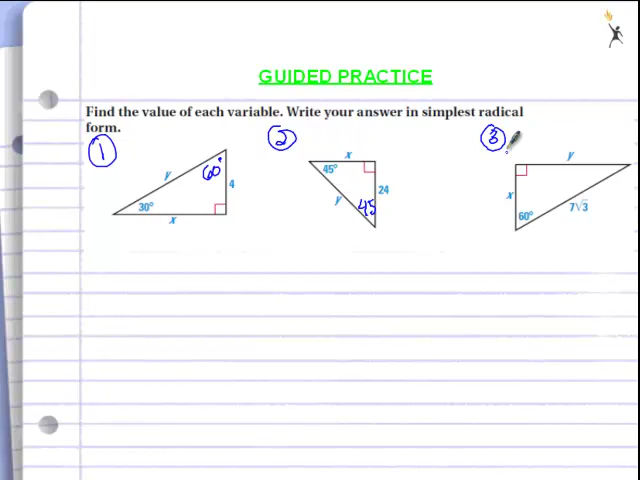 GUIDED PRACTICE
Find the value of each variable. Write your answer in simplest radical
form.
1
2
3
y
60°
4
30°
x
x
45°
24
y
45
y
x
60°
7√3